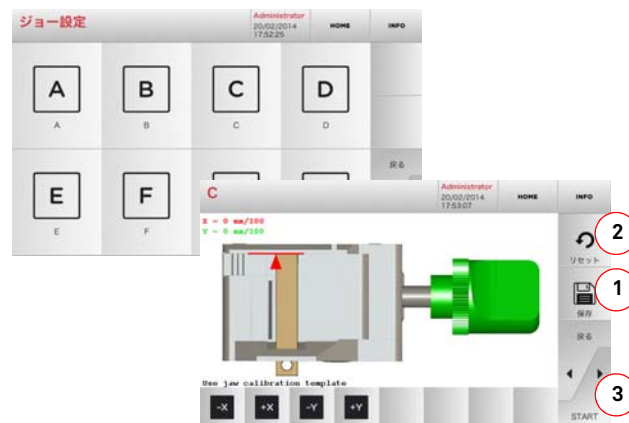 ジョー設定
Administrator
20/02/2014
17:52:25
HOME
INFO
A
B
C
D
A
B
C
D
戻る
E
F
E
F
C
Administrator
20/02/2014
17:53:07
HOME
INFO
X = 0 mm/100
Y = 0 mm/100
2
リセット
1
保存
戻る
Use jaw calibration template
3
-X
+X
-Y
+Y
START